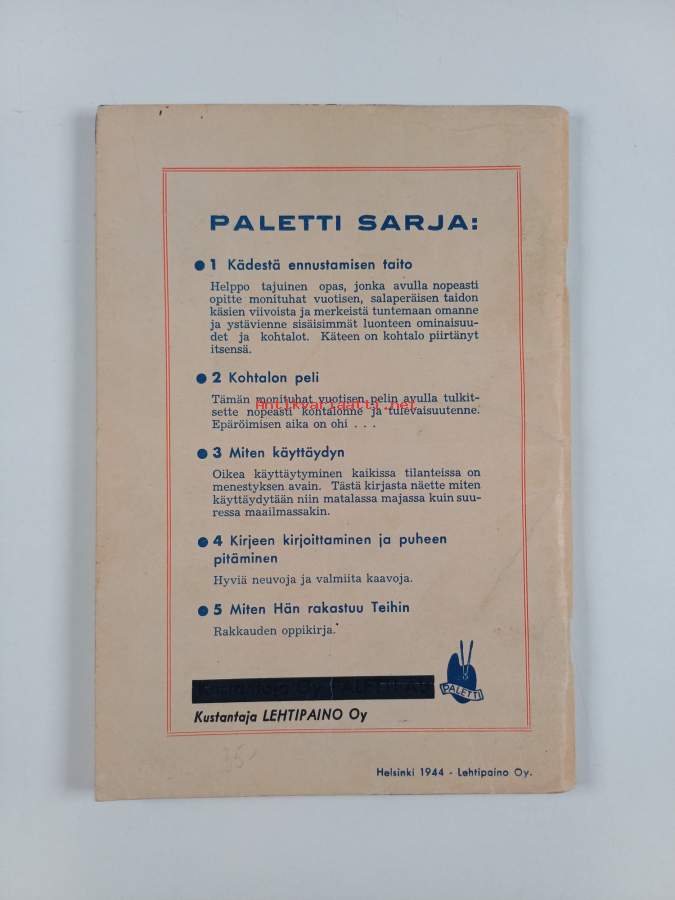 PALETTI SARJA:
● 1 Kädestä ennustamisen taito
Helppo tajuinen opas, jonka avulla nopeasti
opitte monituhat vuotisen, salaperäisen taidon
käsien viivoista ja merkeistä tuntemaan omanne
ja ystävienne sisäisimmät luonteen ominaisuu-
det ja kohtalot. Käteen on kohtalo piirtänyt
itsensä.
● 2 Kohtalon peli
Tämän monituhat vuotisen pelin avulla tulkit-
Antikvariaatti.net
sette nopeasti kohtalonne ja tulevaisuutenne.
Epäröimisen aika on ohi . . .
● 3 Miten käyttäydyn
Oikea käyttäytyminen kaikissa tilanteissa on
menestyksen avain. Tästä kirjasta näette miten
käyttäydytään niin matalassa majassa kuin suu-
ressa maailmassakin.
● 4 Kirjeen kirjoittaminen ja puheen
pitäminen
Hyviä neuvoja ja valmiita kaavoja.
● 5 Miten Hän rakastuu Teihin
Rakkauden oppikirja.
PALETTI
Kustantaja LEHTIPAINO Oy
35:-
Helsinki 1944 - Lehtipaino Oy.